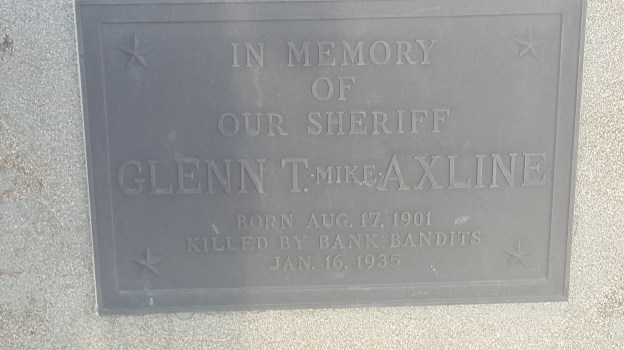 IN MEMORY
OF
OUR SHERIFF
GLENN T. ·MIKE· AXLINE
BORN AUG. 17, 1901
KILLED BY BANK BANDITS
JAN. 16, 1935